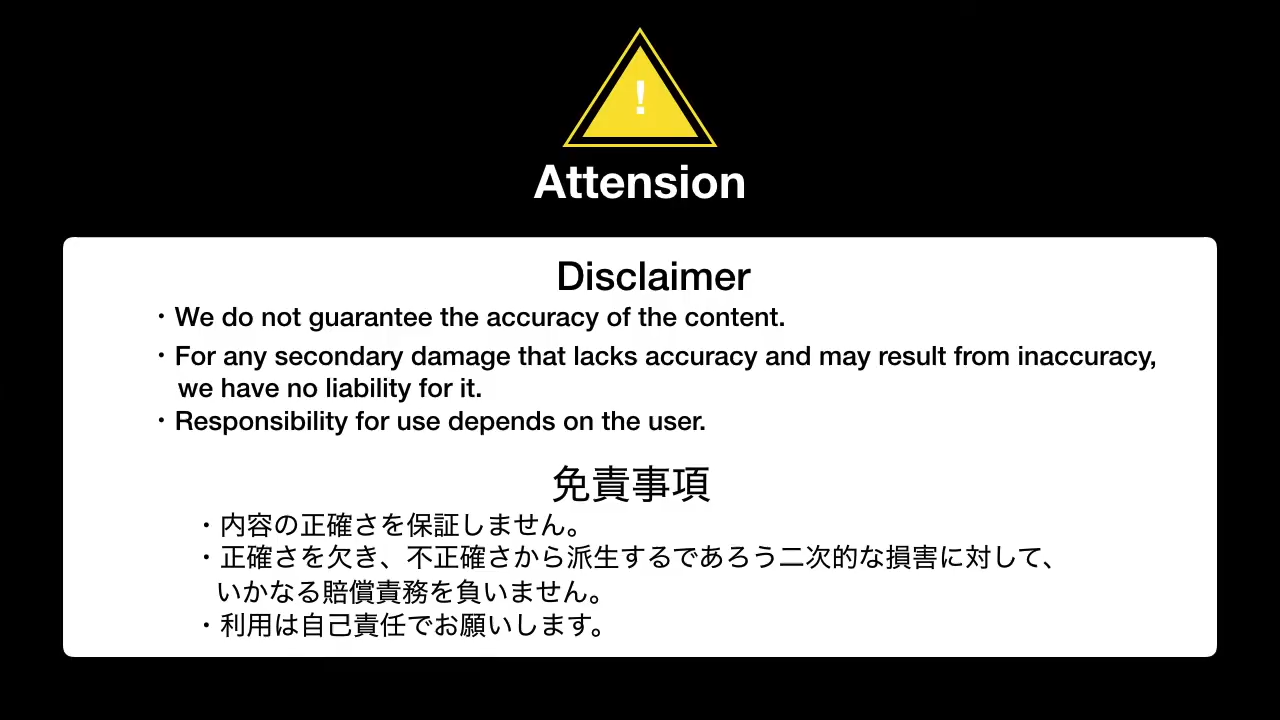 !
Attension
Disclaimer
・We do not guarantee the accuracy of the content.
・For any secondary damage that lacks accuracy and may result from inaccuracy,
we have no liability for it.
・Responsibility for use depends on the user.
免責事項
・内容の正確さを保証しません。
・正確さを欠き、不正確さから派生するであろう二次的な損害に対して、
いかなる賠償責務を負いません。
・利用は自己責任でお願いします。